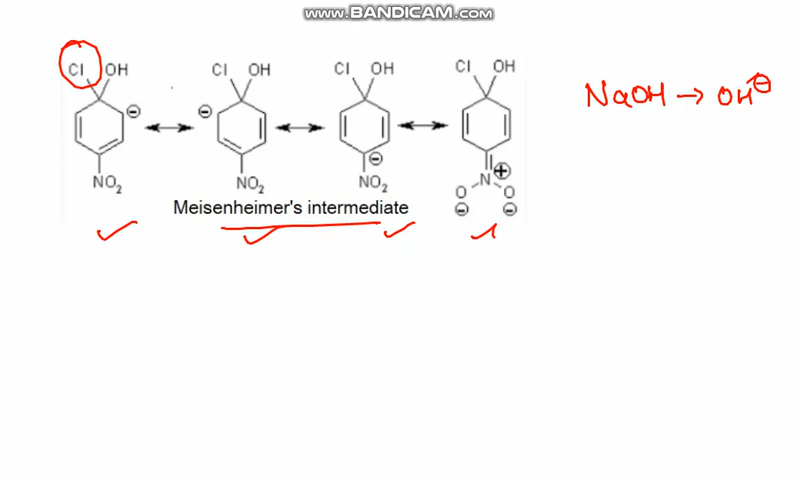 www.BANDICAM.com
Cl OH Cl OH Cl OH Cl OH
⊖ ⊖ ⊖ ⊕
NO₂ NO₂ NO₂ N
O O
⊖ ⊖
Meisenheimer's intermediate
NaOH → OH⊖